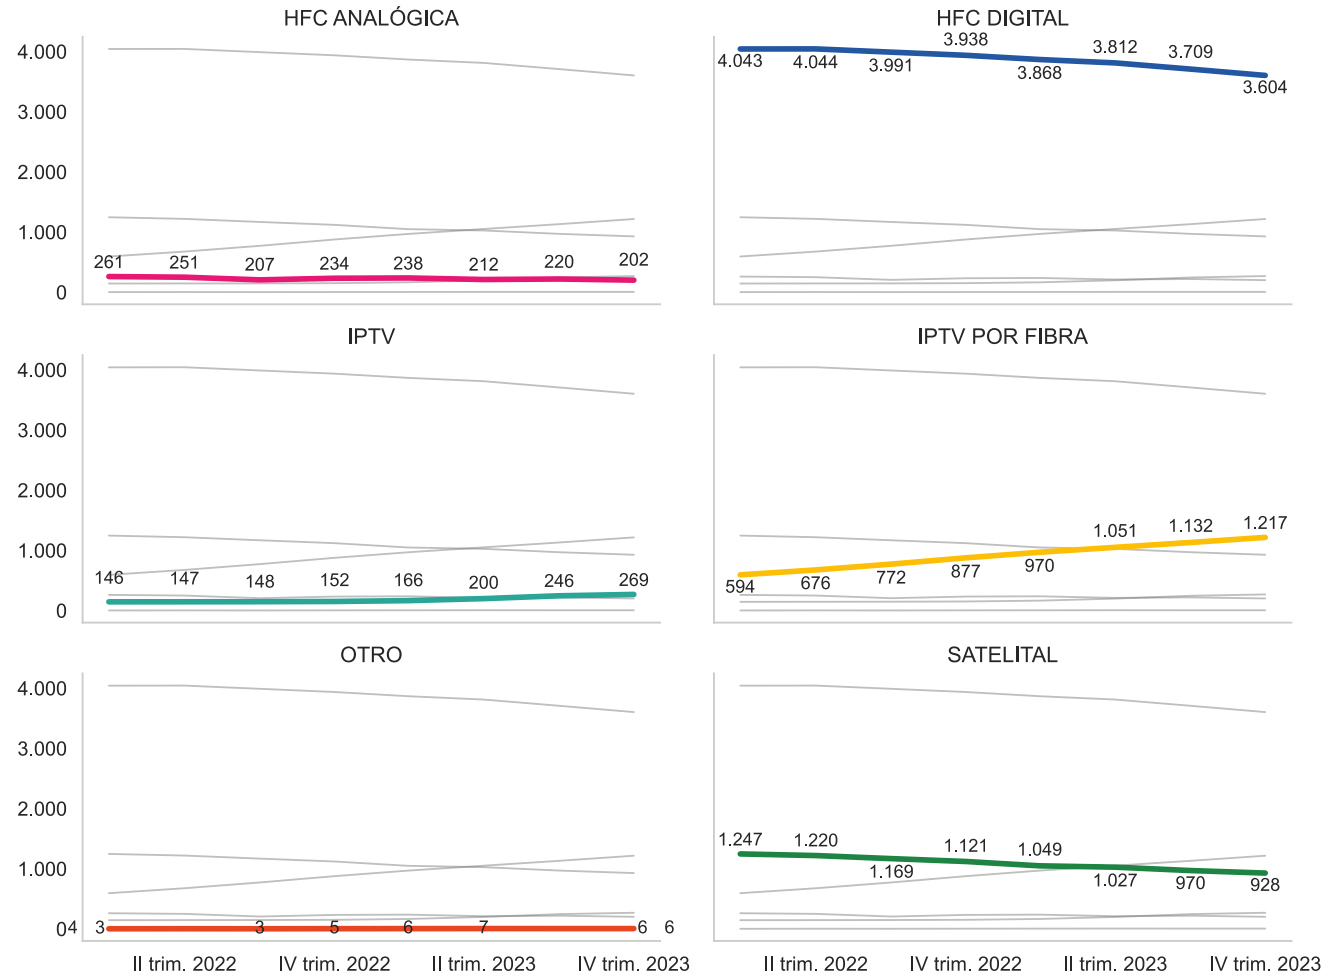 HFC ANALÓGICA
4.000
3.000
2.000
1.000
0
261 251 207 234 238 212 220 202
HFC DIGITAL
4.043 4.044 3.991 3.938 3.868 3.812 3.709 3.604
IPTV
4.000
3.000
2.000
1.000
0
146 147 148 152 166 200 246 269
IPTV POR FIBRA
594 676 772 877 970 1.051 1.132 1.217
OTRO
4.000
3.000
2.000
1.000
0
4 3 3 5 6 7 6 6
II trim. 2022 IV trim. 2022 II trim. 2023 IV trim. 2023
SATELITAL
1.247 1.220 1.169 1.121 1.049 1.027 970 928
II trim. 2022 IV trim. 2022 II trim. 2023 IV trim. 2023